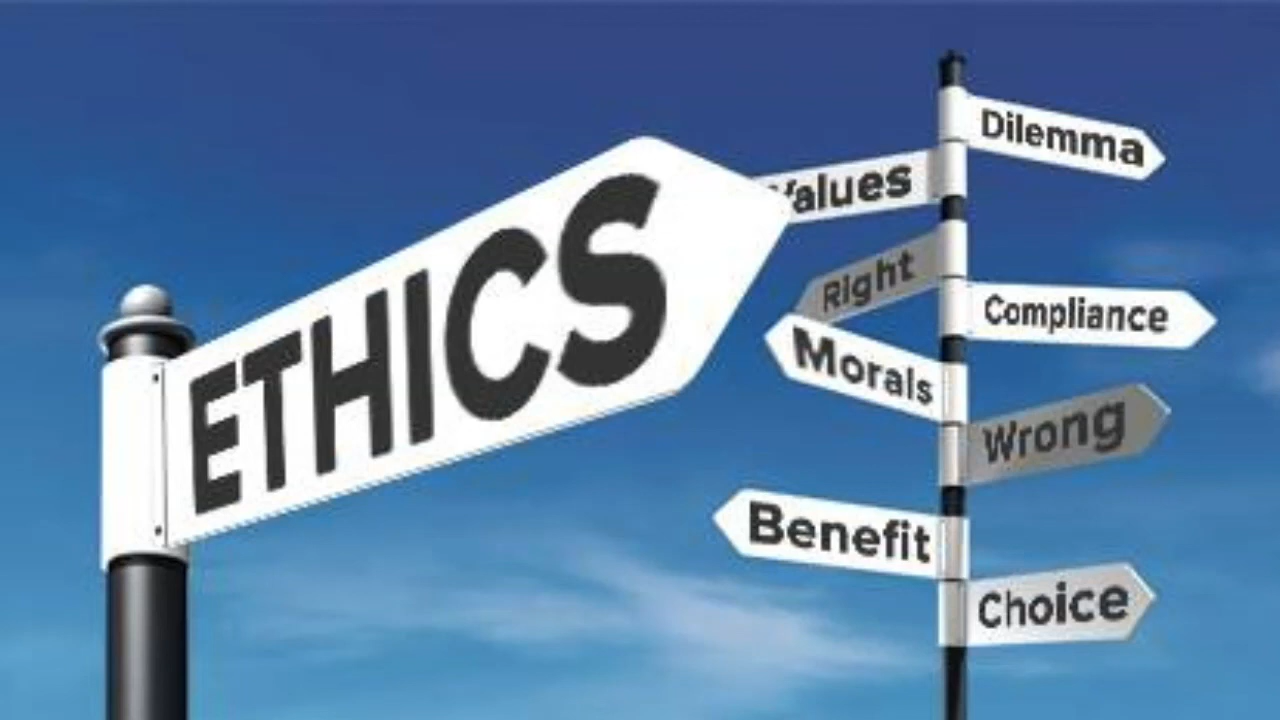 ETHICS
Dilemma
Values
Right
Compliance
Morals
Wrong
Benefit
Choice